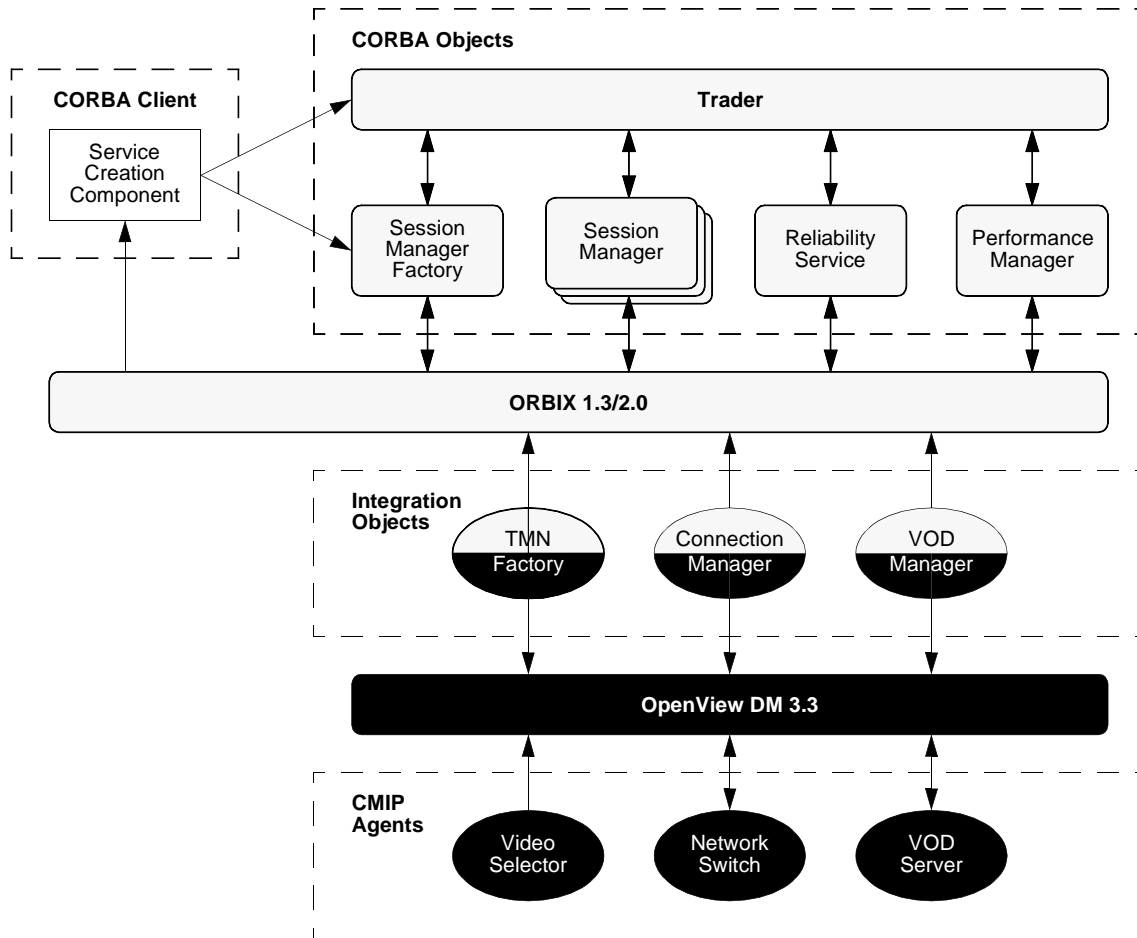 CORBA Objects
CORBA Client
Trader
Service
Creation
Component
Session
Manager
Factory
Session
Manager
Reliability
Service
Performance
Manager
ORBIX 1.3/2.0
Integration
Objects
TMN
Factory
Connection
Manager
VOD
Manager
OpenView DM 3.3
CMIP
Agents
Video
Selector
Network
Switch
VOD
Server